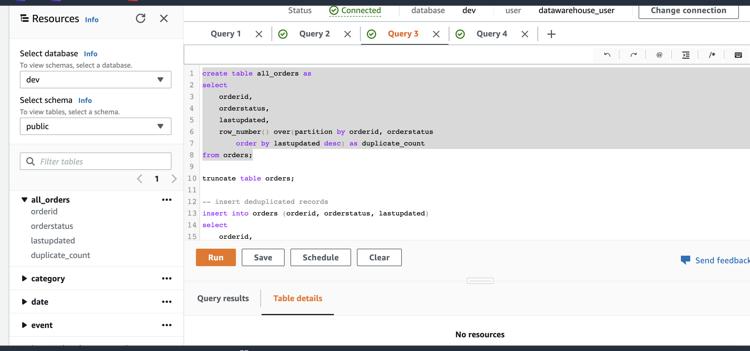 Status Connected database dev user datawarehouse_user Change connection
Resources Info
Query 1 Query 2 Query 3 Query 4
Select database Info
To view schemas, select a database.
dev
Select schema Info
To view tables, select a schema.
public
Filter tables
1
all_orders
orderid
orderstatus
lastupdated
duplicate_count
category
date
event
1 create table all_orders as
2 select
3 orderid,
4 orderstatus,
5 lastupdated,
6 row_number() over(partition by orderid, orderstatus
7 order by lastupdated desc) as duplicate_count
8 from orders;
9
10 truncate table orders;
11
12 -- insert deduplicated records
13 insert into orders (orderid, orderstatus, lastupdated)
14 select
15 orderid,
Run Save Schedule Clear
Send feedback
Query results Table details
No resources